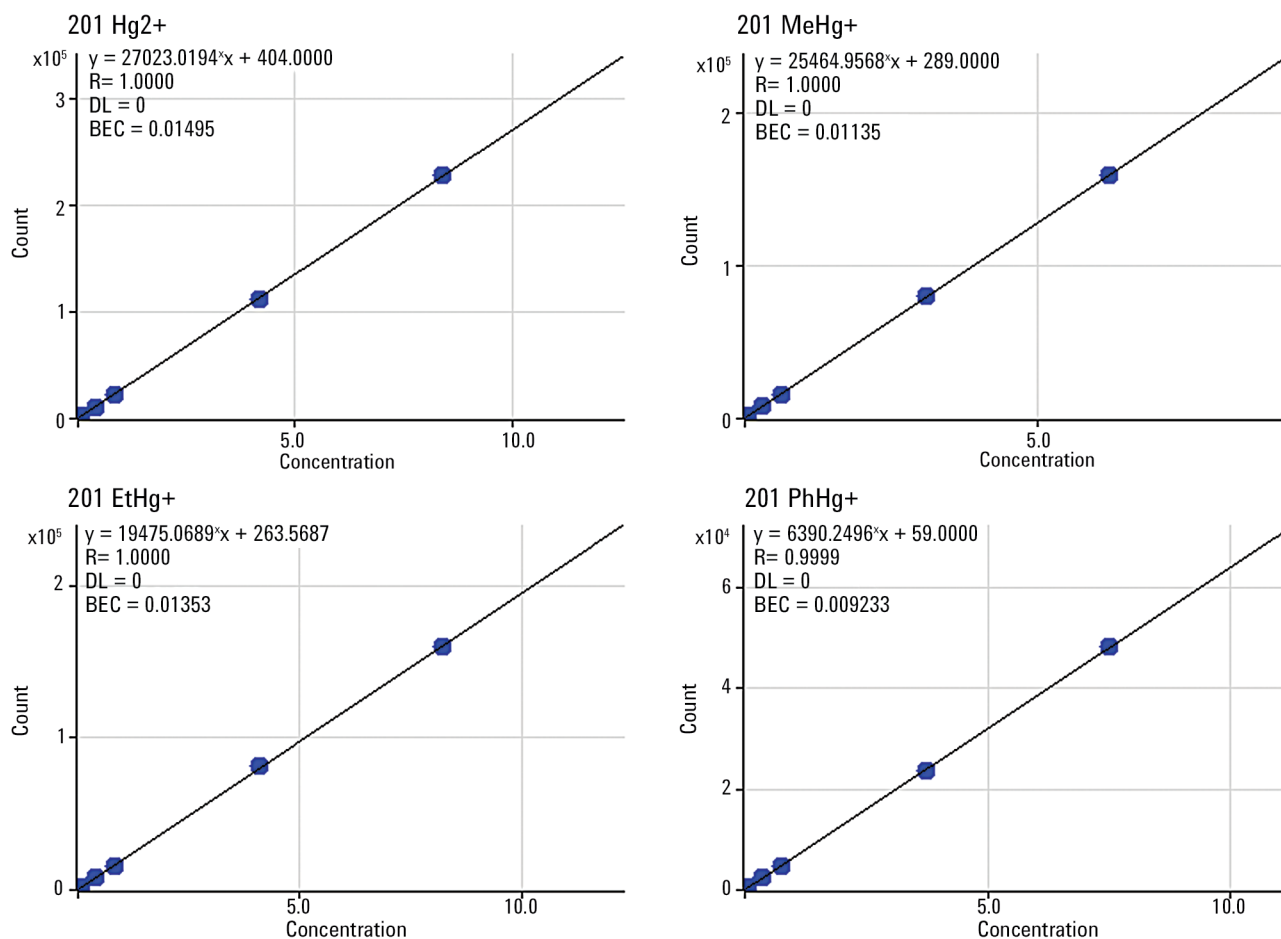 201 Hg2+
x10⁵
y = 27023.0194ˣx + 404.0000
R= 1.0000
DL = 0
BEC = 0.01495
3
2
1
0
Count
5.0
10.0
Concentration
201 MeHg+
x10⁵
y = 25464.9568ˣx + 289.0000
R= 1.0000
DL = 0
BEC = 0.01135
2
1
0
Count
5.0
Concentration
201 EtHg+
x10⁵
y = 19475.0689ˣx + 263.5687
R= 1.0000
DL = 0
BEC = 0.01353
2
1
0
Count
5.0
10.0
Concentration
201 PhHg+
x10⁴
y = 6390.2496ˣx + 59.0000
R= 0.9999
DL = 0
BEC = 0.009233
6
4
2
0
Count
5.0
10.0
Concentration